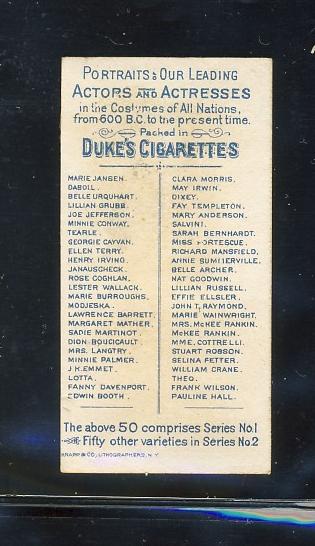 PORTRAITS OF OUR LEADING
ACTORS AND ACTRESSES
in the Costumes of All Nations,
from 600 B.C. to the present time.
Packed in
DUKE'S CIGARETTES
MARIE JANSEN.
DABOLL.
BELLE URQUHART.
LILLIAN GRUBB.
JOE JEFFERSON.
MINNIE CONWAY.
TEARLE.
GEORGIE CAYVAN.
ELLEN TERRY.
HENRY IRVING.
JANAUSCHECK.
ROSE COGHLAN.
LESTER WALLACK.
MARIE BURROUGHS.
MODJESKA.
LAWRENCE BARRETT.
MARGARET MATHER.
SADIE MARTINOT.
DION BOUCICAULT.
MRS. LANGTRY.
MINNIE PALMER.
J.K. EMMET.
LOTTA.
FANNY DAVENPORT.
EDWIN BOOTH.
CLARA MORRIS.
MAY IRWIN.
DIXEY.
FAY TEMPLETON.
MARY ANDERSON.
SALVINI.
SARAH BERNHARDT.
MISS FORTESCUE.
RICHARD MANSFIELD.
ANNIE SUMMERVILLE.
BELLE ARCHER.
NAT GOODWIN.
LILLIAN RUSSELL.
EFFIE ELLSLER.
JOHN T. RAYMOND.
MARIE WAINWRIGHT.
MRS. McKEE RANKIN.
McKEE RANKIN.
MME. COTTRELLI.
STUART ROBSON.
SELINA FETTER.
WILLIAM CRANE.
THEO.
FRANK WILSON.
PAULINE HALL.
The above 50 comprises Series No.1
Fifty other varieties in Series No.2
KNAPP & CO, LITHOGRAPHERS, N.Y.